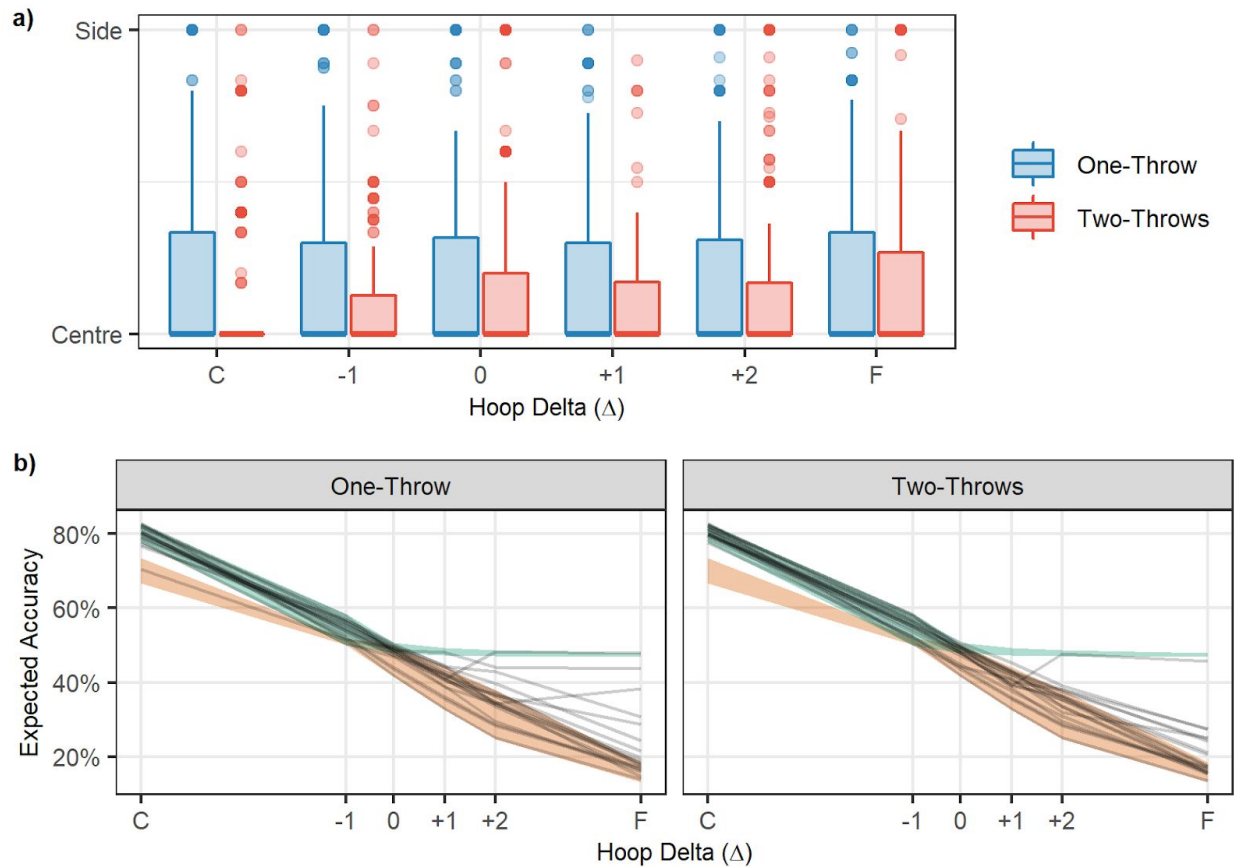 a)
Side
Centre
C -1 0 +1 +2 F
Hoop Delta (Δ)
One-Throw
Two-Throws
b)
One-Throw Two-Throws
Expected Accuracy
80%
60%
40%
20%
C -1 0 +1 +2 F C -1 0 +1 +2 F
Hoop Delta (Δ)